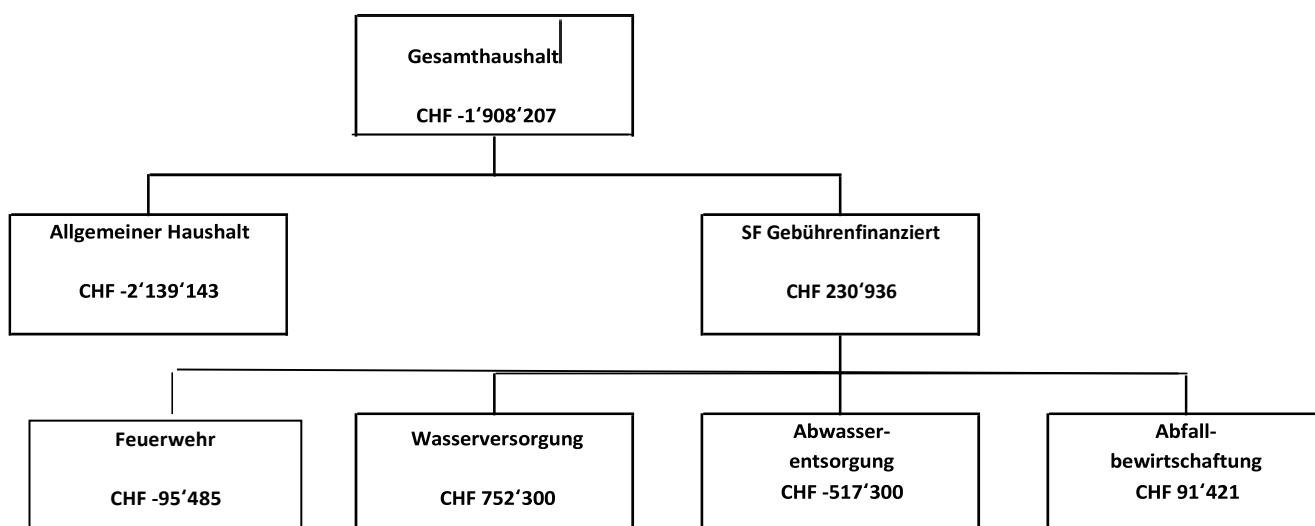 Gesamthaushalt
CHF -1‘908‘207
Allgemeiner Haushalt
CHF -2‘139‘143
SF Gebührenfinanziert
CHF 230‘936
Feuerwehr
CHF -95‘485
Wasserversorgung
CHF 752‘300
Abwasser-
entsorgung
CHF -517‘300
Abfall-
bewirtschaftung
CHF 91‘421